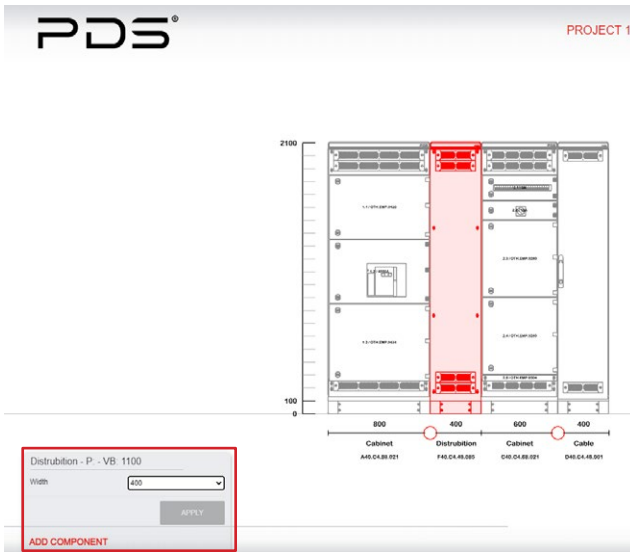 PDS®
PROJECT 1
2100
100
0
800 400 600 400
Cabinet Distrubition Cabinet Cable
A40.C4.80.021 F40.C4.40.005 C40.C4.60.021 D40.C4.40.001
Distrubition - P: - VB: 1100
Width 400
APPLY
ADD COMPONENT